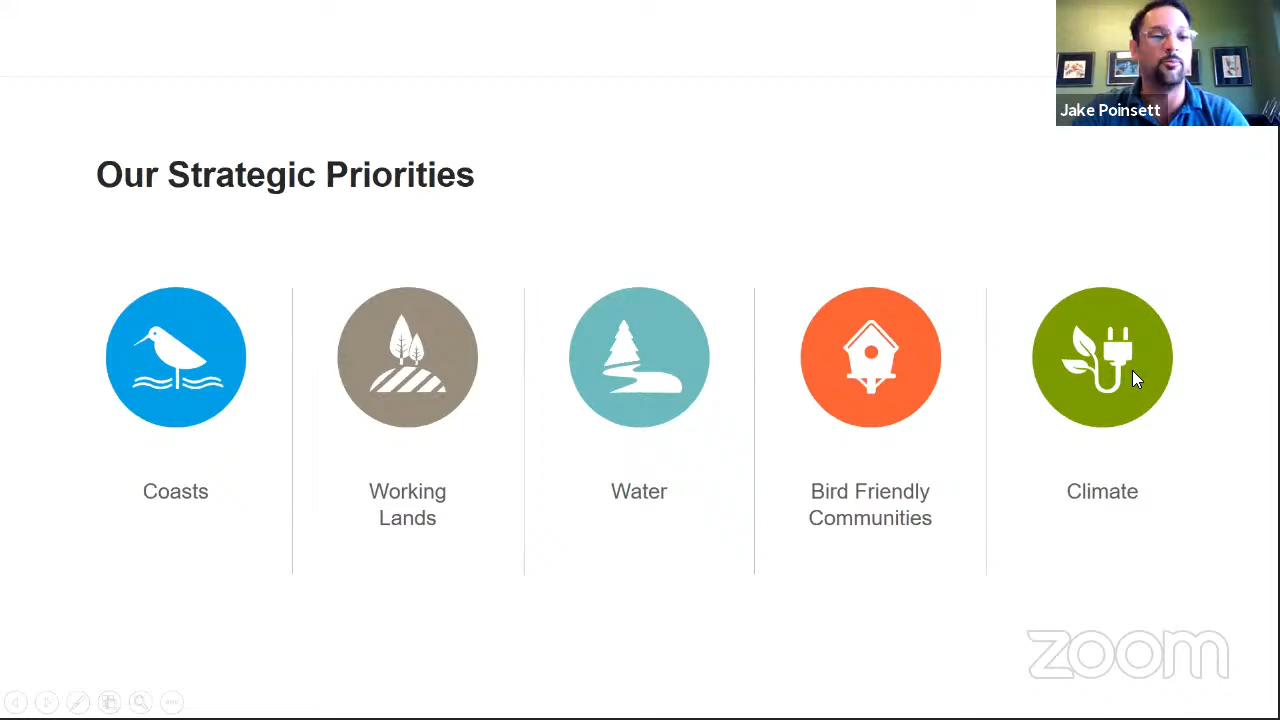 Jake Poinsett
Our Strategic Priorities
Coasts
Working
Lands
Water
Bird Friendly
Communities
Climate
zoom